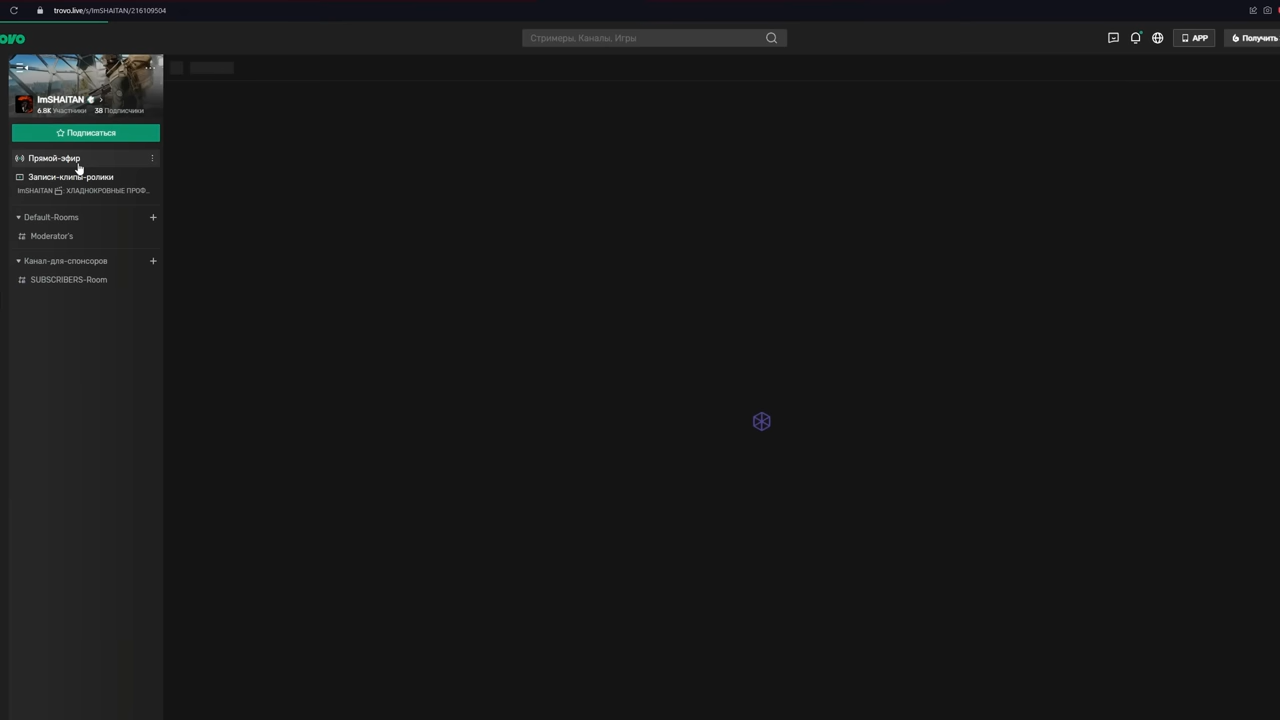 trovo.live/s/ImSHAITAN/216109504
ovo
Стримеры, Каналы, Игры
APP
Получить
ImSHAITAN
6.8K Участники 38 Подписчики
Подписаться
Прямой-эфир
Записи-клипы-ролики
ImSHAITAN ХЛАДНОКРОВНЫЕ ПРОФ...
Default-Rooms
Moderator's
Канал-для-спонсоров
SUBSCRIBERS-Room